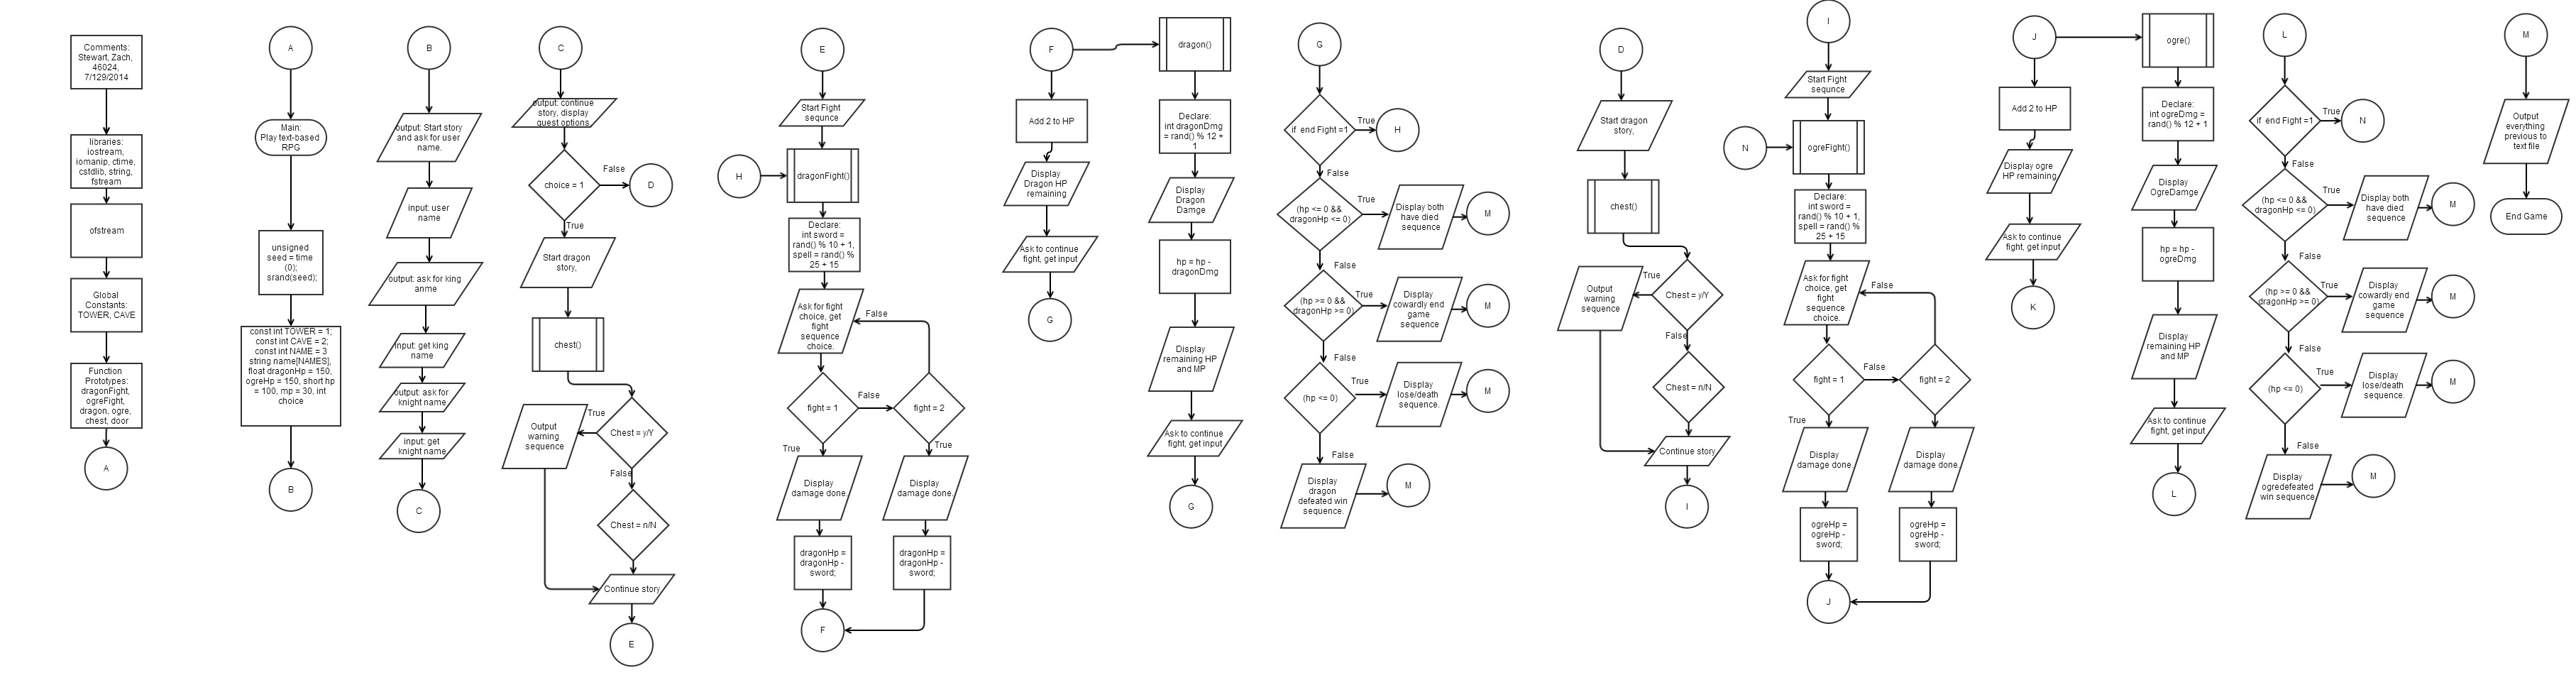 Comments:
Stewart, Zach,
46024,
7/129/2014
libraries:
iostream,
iomanip, ctime,
cstdlib, string,
fstream
ofstream
Global
Constants:
TOWER, CAVE
Function
Prototypes:
dragonFight,
ogreFight,
dragon, ogre,
chest, door
A
A
Main:
Play text-based
RPG
unsigned
seed = time
(0);
srand(seed);
const int TOWER = 1;
const int CAVE = 2;
const int NAME = 3
string name[NAMES],
float dragonHp = 150,
ogreHp = 150, short hp
= 100, mp = 30, int
choice
B
B
output: Start story
and ask for user
name.
input: user
name
output: ask for king
anme
input: get king
name
output: ask for
knight name
input: get
knight name
C
C
output: continue
story, display
quest options
choice = 1
False
D
True
Start dragon
story,
chest()
Chest = y/Y
True
Output
warning
sequence
False
Chest = n/N
Continue story
E
E
Start Fight
sequnce
H
dragonFight()
Declare:
int sword =
rand() % 10 + 1,
spell = rand() %
25 + 15
Ask for fight
choice, get
fight
sequence
choice.
False
fight = 1
False
fight = 2
True
True
Display
damage done.
Display
damage done.
dragonHp =
dragonHp -
sword;
dragonHp =
dragonHp -
sword;
F
F
Add 2 to HP
Display
Dragon HP
remaining
Ask to continue
fight, get input
G
dragon()
Declare:
int dragonDmg
= rand() % 12 +
1
Display
Dragon
Damge
hp = hp -
dragonDmg
Display
remaining HP
and MP
Ask to continue
fight, get input
G
G
if end Fight =1
True
H
False
(hp <= 0 &&
dragonHp <= 0)
True
Display both
have died
sequence
M
False
(hp >= 0 &&
dragonHp >= 0)
True
Display
cowardly end
game
sequence
M
False
(hp <= 0)
True
Display
lose/death
sequence.
M
False
Display
dragon
defeated win
sequence.
M
D
Start dragon
story,
chest()
Chest = y/Y
True
Output
warning
sequence
False
Chest = n/N
Continue story
I
I
Start Fight
sequnce
N
ogreFight()
Declare:
int sword =
rand() % 10 + 1,
spell = rand() %
25 + 15
Ask for fight
choice, get
fight
sequence
choice.
False
fight = 1
False
fight = 2
True
True
Display
damage done.
Display
damage done.
ogreHp =
ogreHp -
sword;
ogreHp =
ogreHp -
sword;
J
J
Add 2 to HP
Display ogre
HP remaining
Ask to continue
fight, get input
K
ogre()
Declare:
int ogreDmg =
rand() % 12 + 1
Display
OgreDamge
hp = hp -
ogreDmg
Display
remaining HP
and MP
Ask to continue
fight, get input
L
L
if end Fight =1
True
N
False
(hp <= 0 &&
dragonHp <= 0)
True
Display both
have died
sequence
M
False
(hp >= 0 &&
dragonHp >= 0)
True
Display
cowardly end
game
sequence
M
False
(hp <= 0)
True
Display
lose/death
sequence.
M
False
Display
ogredefeated
win sequence.
M
M
Output
everything
previous to
text file
End Game